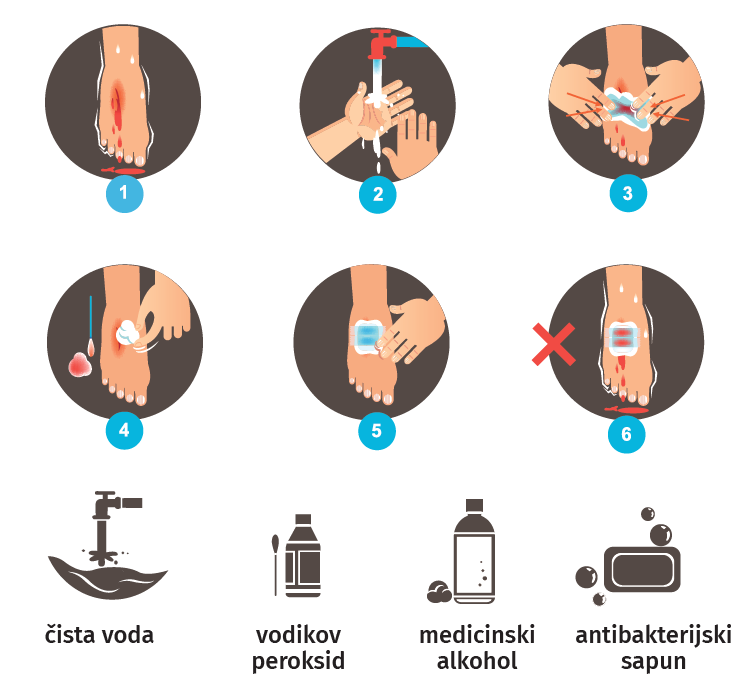 1
2
3
4
5
6
čista voda
vodikov
peroksid
medicinski
alkohol
antibakterijski
sapun